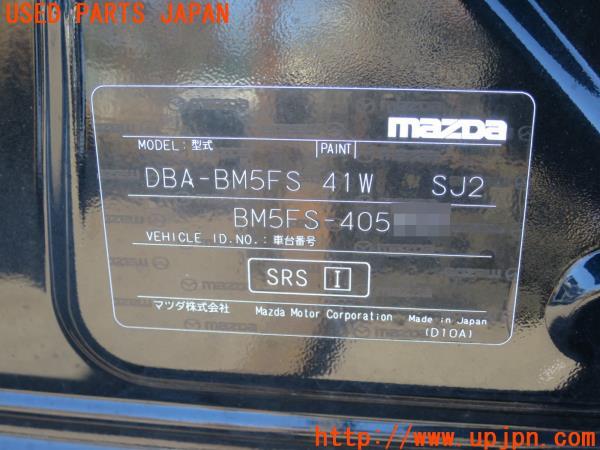 USED PARTS JAPAN
mazda
MODEL: 型式 PAINT
DBA-BM5FS 41W SJ2
BM5FS-405
VEHICLE ID.NO.: 車台番号
SRS I
マツダ株式会社 Mazda Motor Corporation Made in Japan
(D10A)
http://www.upjpn.com